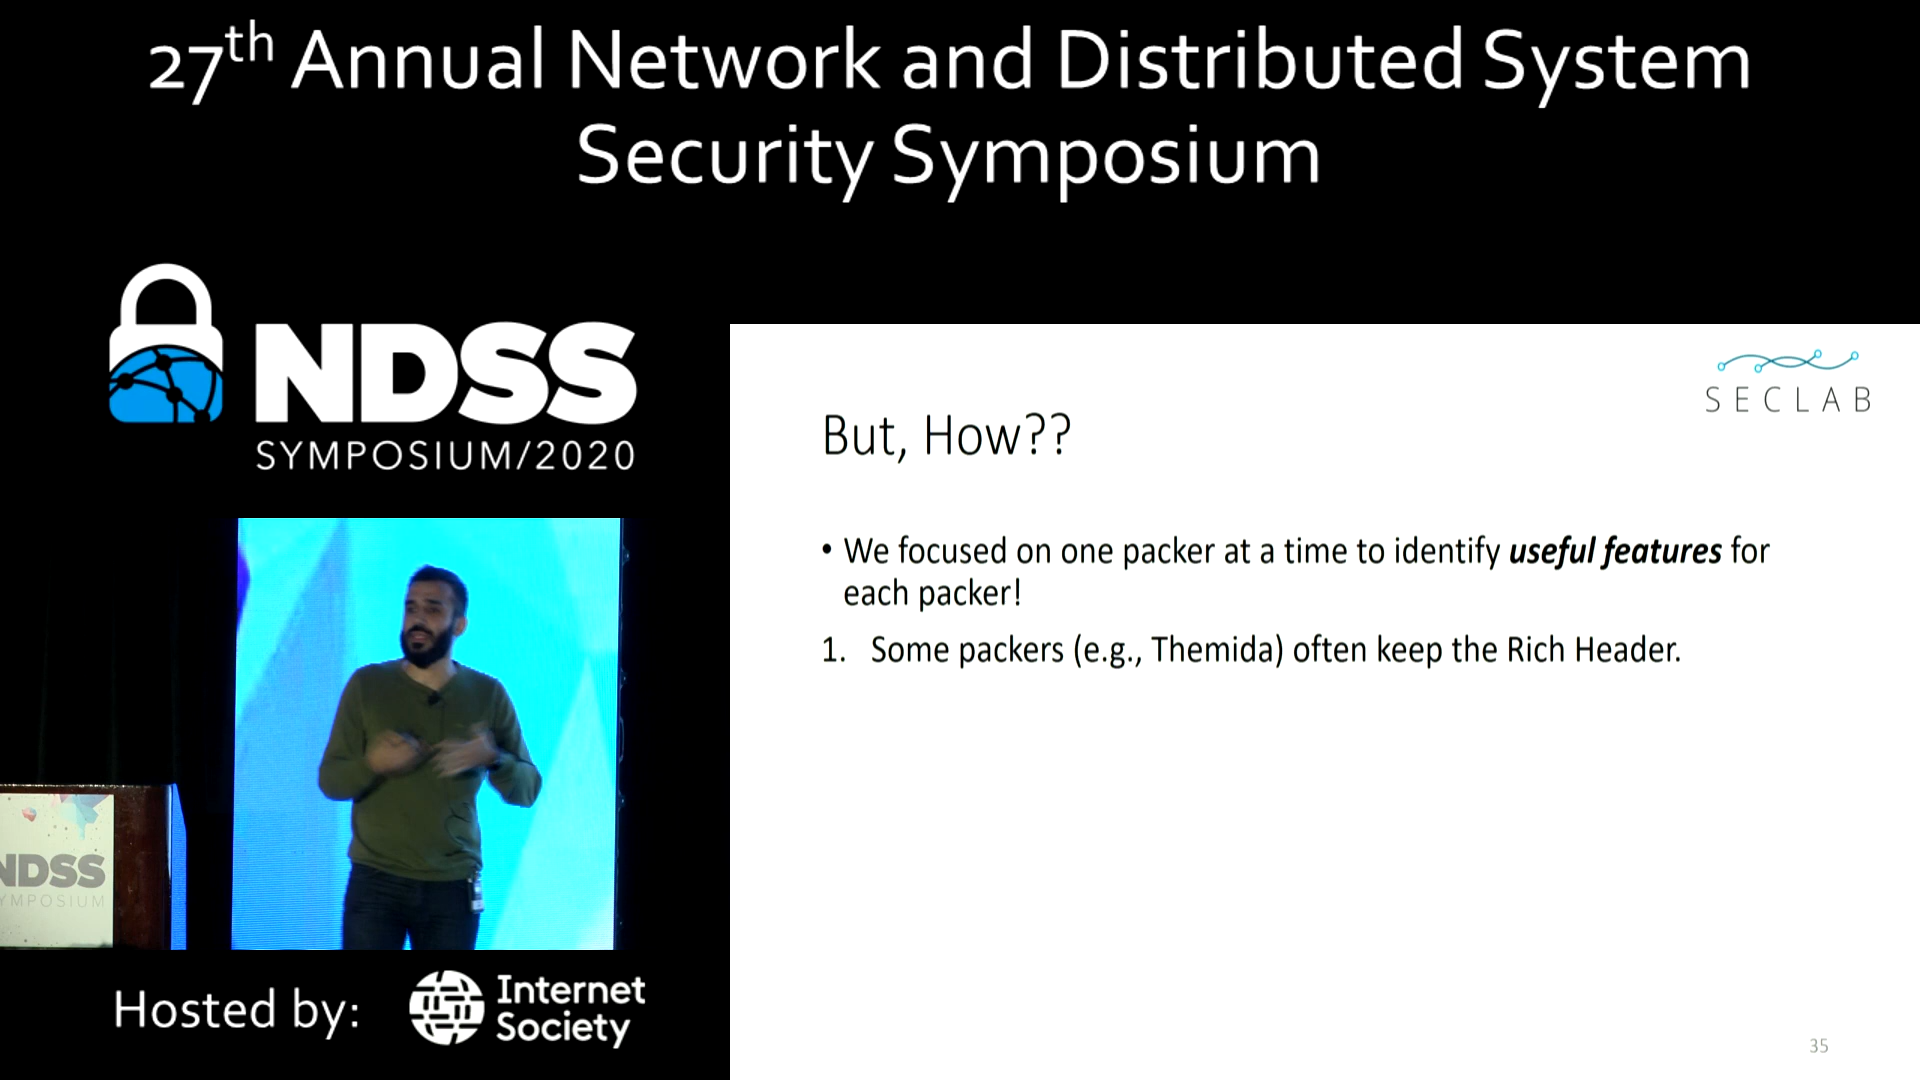 27th Annual Network and Distributed System
Security Symposium
NDSS
SYMPOSIUM/2020
SECLAB
But, How??
• We focused on one packer at a time to identify useful features for
each packer!
1. Some packers (e.g., Themida) often keep the Rich Header.
NDSS
YMPOSIUM
Hosted by:
Internet
Society
35